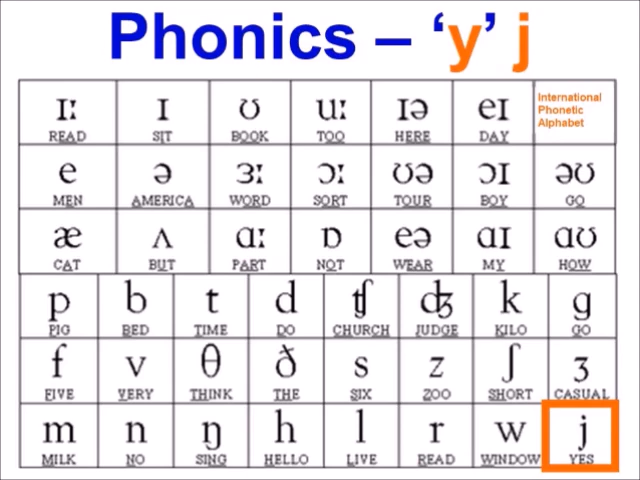 Phonics – ‘y’ j
International
Phonetic
Alphabet
ɪː ɪ ʊ uː ɪə eɪ
READ SIT BOOK TOO HERE DAY
e ə ɜː ɔː ʊə ɔɪ əʊ
MEN AMERICA WORD SORT TOUR BOY GO
æ ʌ ɑː ɒ eə ɑɪ ɑʊ
CAT BUT PART NOT WEAR MY HOW
p b t d ʧ ʤ k g
PIG BED TIME DO CHURCH JUDGE KILO GO
f v θ ð s z ʃ ʒ
FIVE VERY THINK THE SIX ZOO SHORT CASUAL
m n ŋ h l r w j
MILK NO SING HELLO LIVE READ WINDOW YES